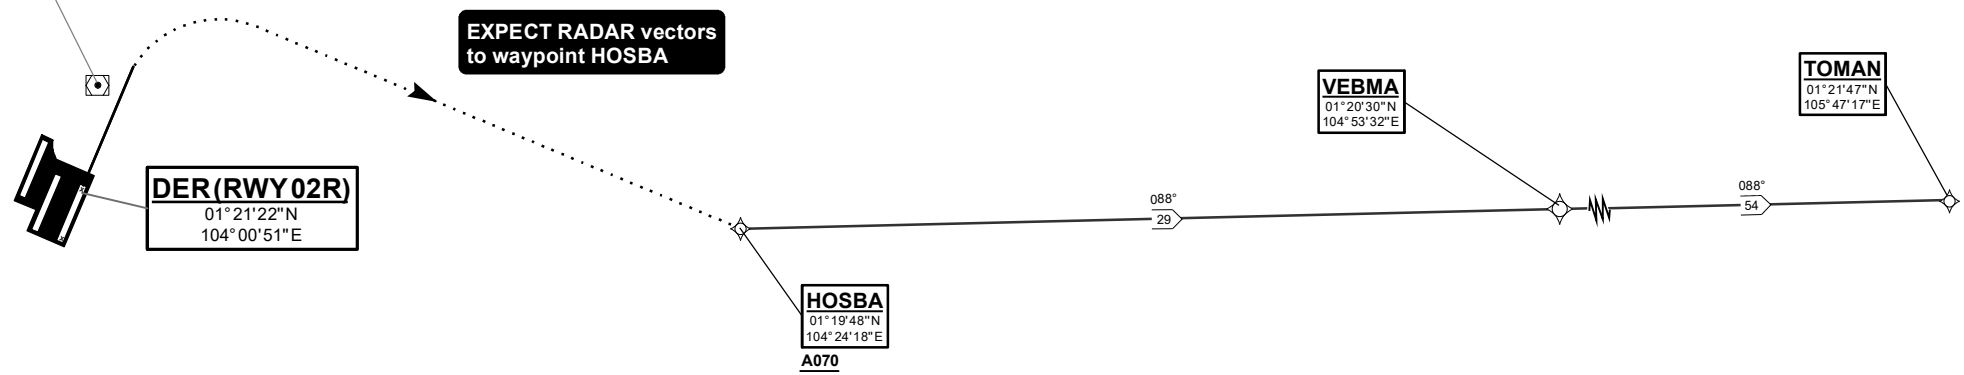 EXPECT RADAR vectors
to waypoint HOSBA
DER(RWY 02R)
01°21'22"N
104°00'51"E
HOSBA
01°19'48"N
104°24'18"E
A070
088°
29
VEBMA
01°20'30"N
104°53'32"E
088°
54
TOMAN
01°21'47"N
105°47'17"E